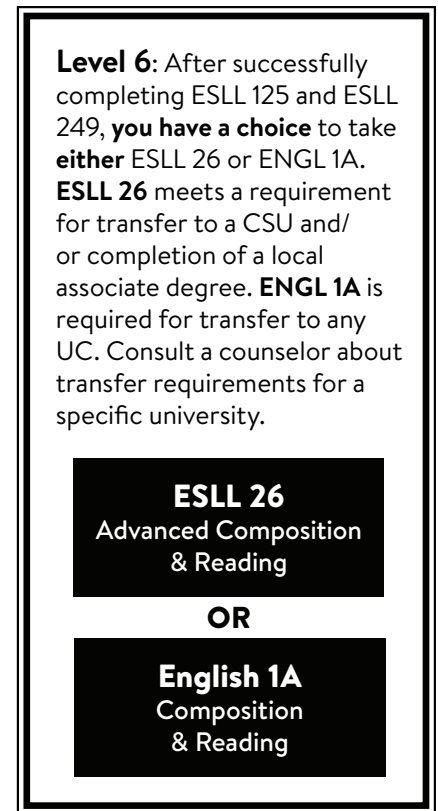 Level 6: After successfully
completing ESLL 125 and ESLL
249, you have a choice to take
either ESLL 26 or ENGL 1A.
ESLL 26 meets a requirement
for transfer to a CSU and/
or completion of a local
associate degree. ENGL 1A is
required for transfer to any
UC. Consult a counselor about
transfer requirements for a
specific university.
ESLL 26
Advanced Composition
& Reading
OR
English 1A
Composition
& Reading